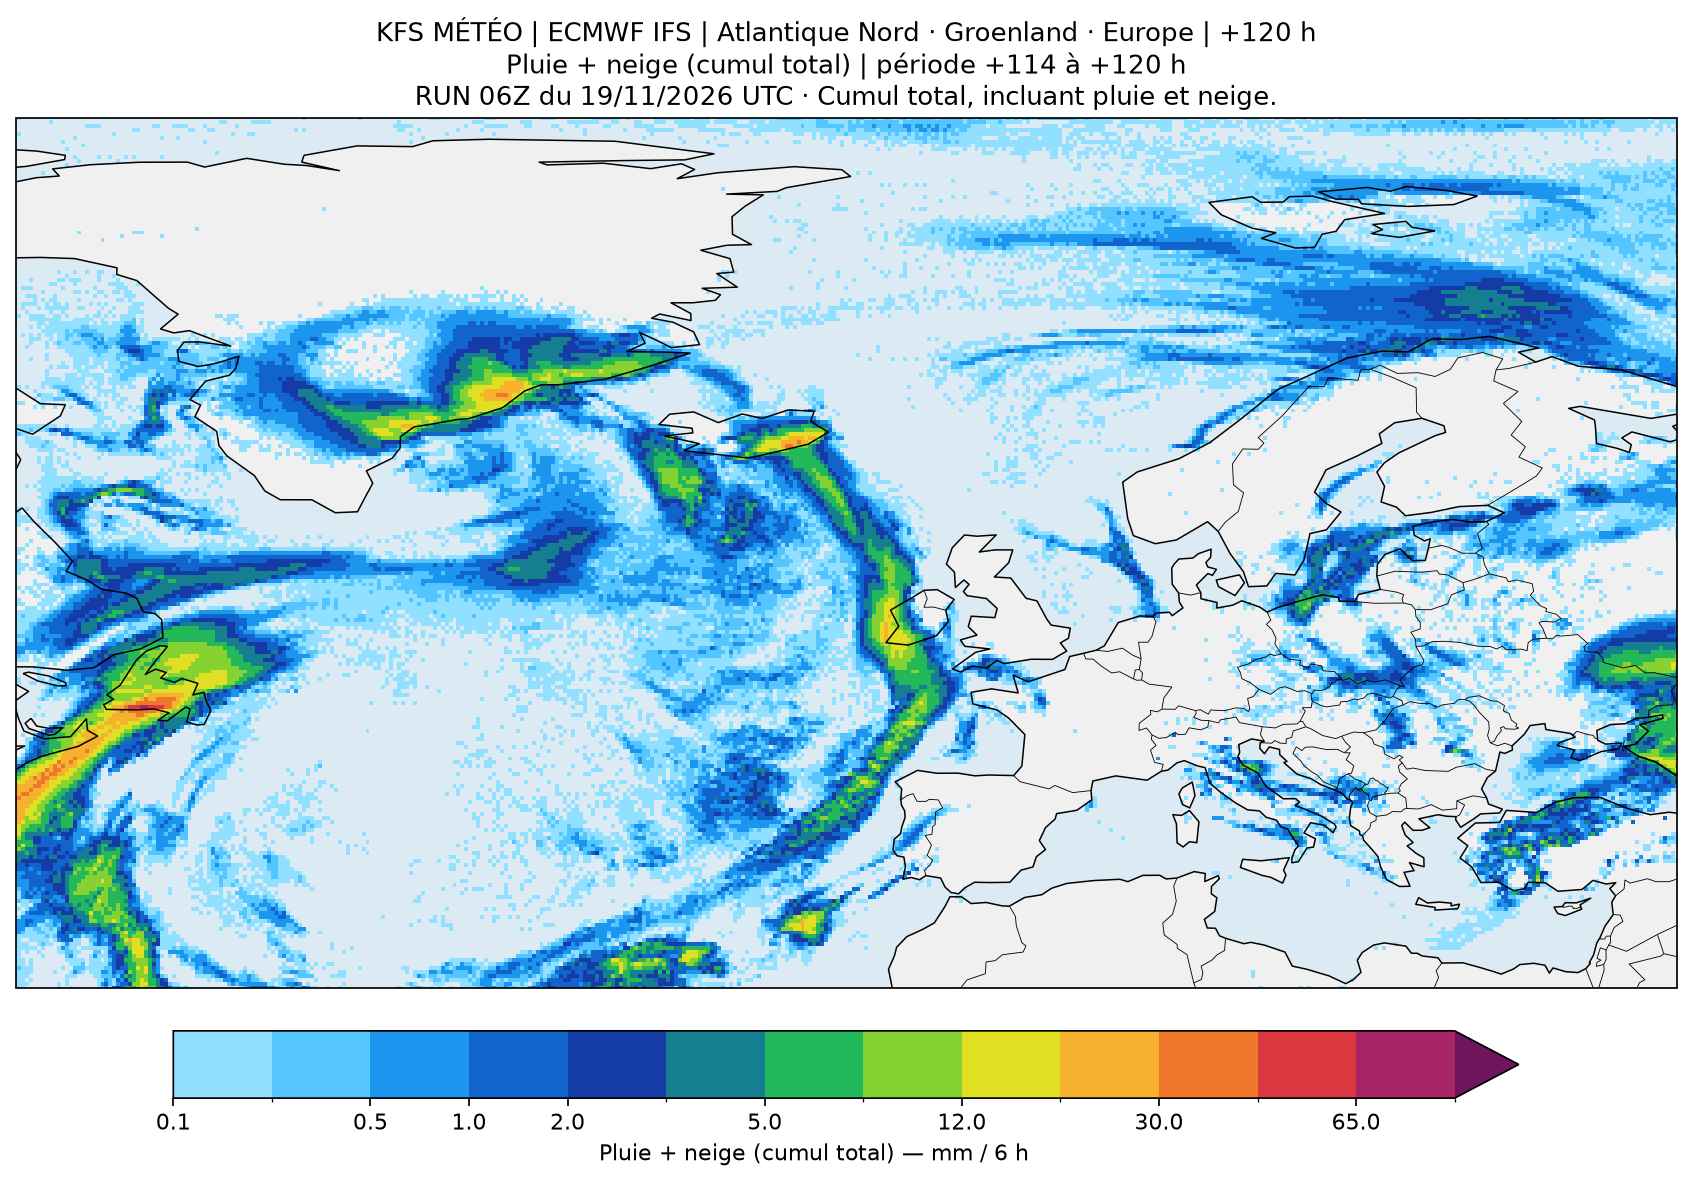 KFS MÉTÉO | ECMWF IFS | Atlantique Nord · Groenland · Europe | +120 h
Pluie + neige (cumul total) | période +114 à +120 h
RUN 06Z du 19/11/2026 UTC · Cumul total, incluant pluie et neige.
0.1 0.5 1.0 2.0 5.0 12.0 30.0 65.0
Pluie + neige (cumul total) — mm / 6 h